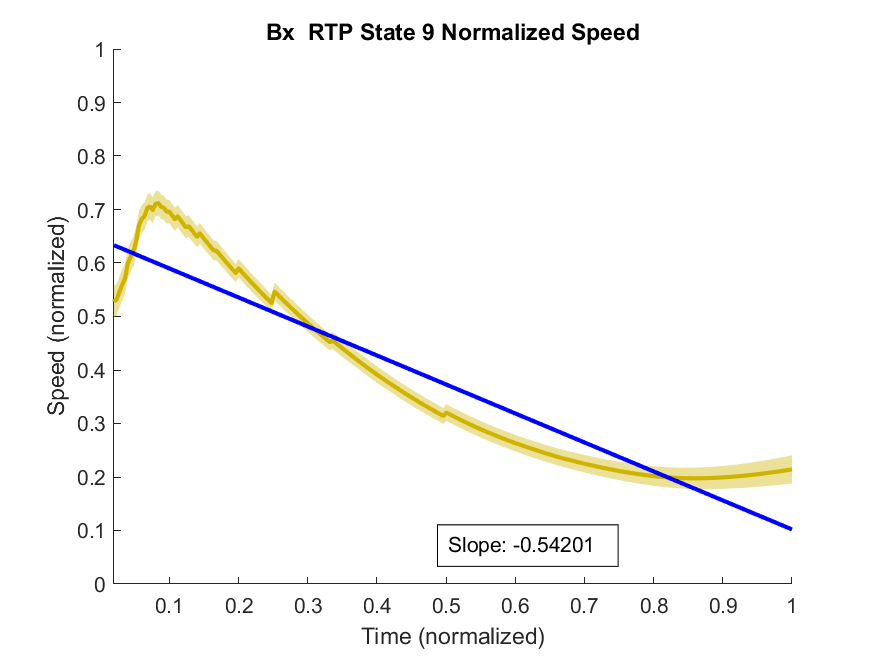 Bx  RTP State 9 Normalized Speed
1
0.9
0.8
0.7
0.6
0.5
0.4
0.3
0.2
0.1
0
Speed (normalized)
Slope: -0.54201
0.1 0.2 0.3 0.4 0.5 0.6 0.7 0.8 0.9 1
Time (normalized)